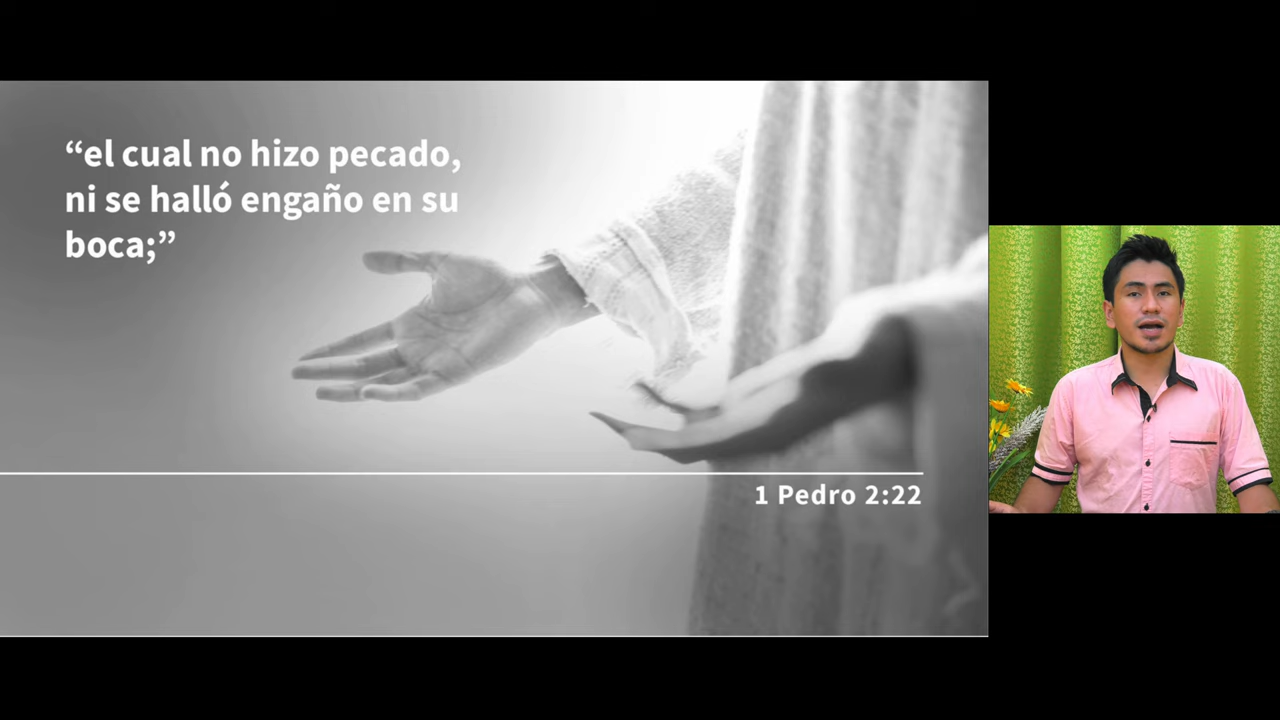 “el cual no hizo pecado,
ni se halló engaño en su
boca;”
1 Pedro 2:22